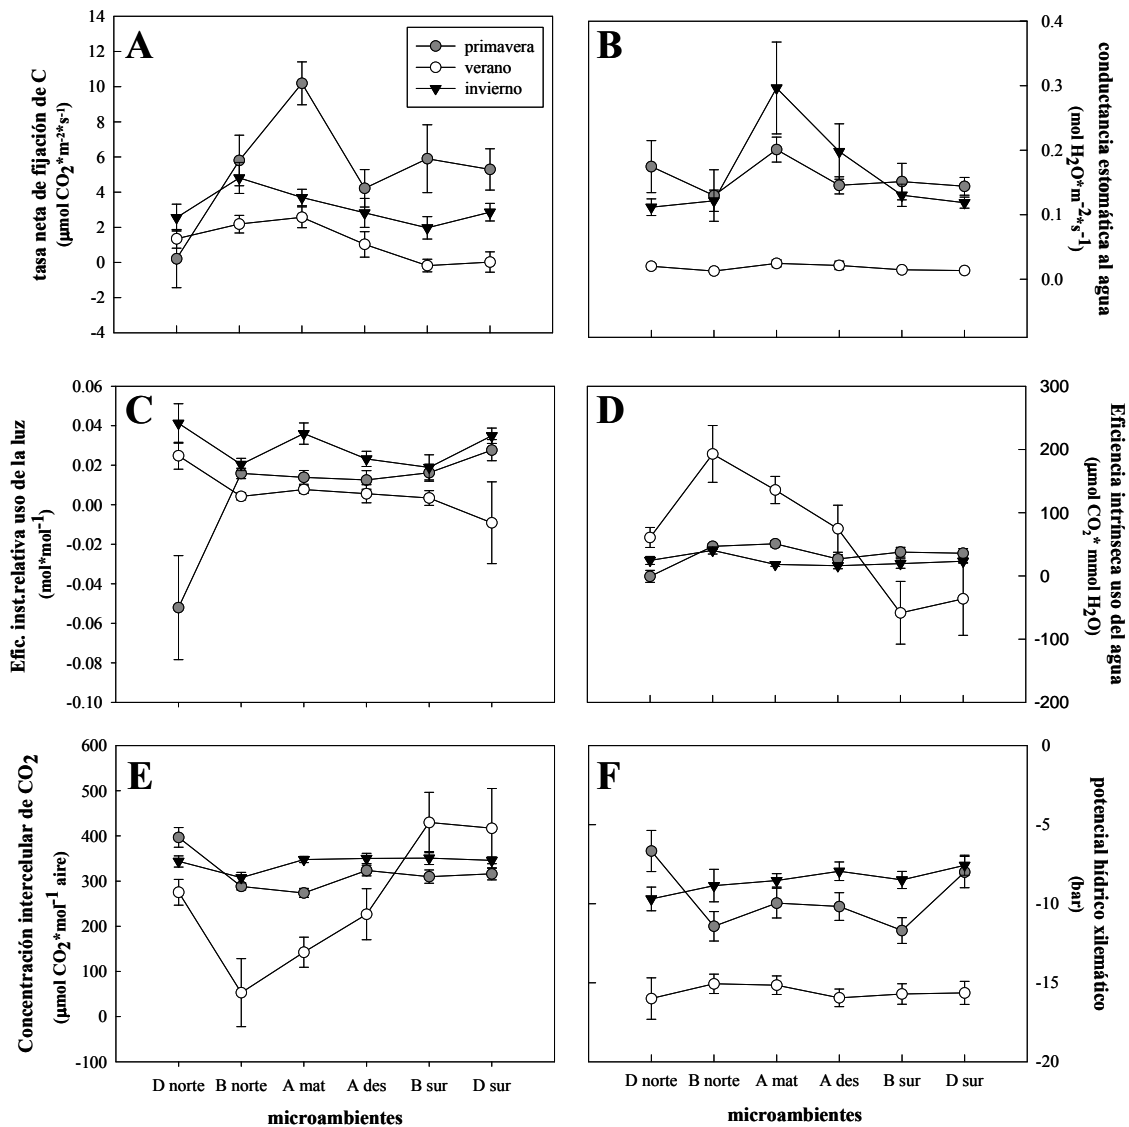 A
14
12
10
8
6
4
2
0
-2
-4
tasa neta de fijación de C
(µmol CO2*m-2*s-1)
primavera
verano
invierno
B
0.4
0.3
0.2
0.1
0.0
conductancia estomática al agua
(mol H2O*m-2*s-1)
C
0.06
0.04
0.02
0.00
-0.02
-0.04
-0.06
-0.08
-0.10
Efic. inst.relativa uso de la luz
(mol*mol-1)
D
300
200
100
0
-100
-200
Eficiencia intrínseca uso del agua
(µmol CO2* mmol H2O)
E
600
500
400
300
200
100
0
-100
Concentración intercelular de CO2
(µmol CO2*mol-1 aire)
D norte B norte A mat A des B sur D sur
microambientes
F
0
-5
-10
-15
-20
potencial hídrico xilemático
(bar)
D norte B norte A mat A des B sur D sur
microambientes